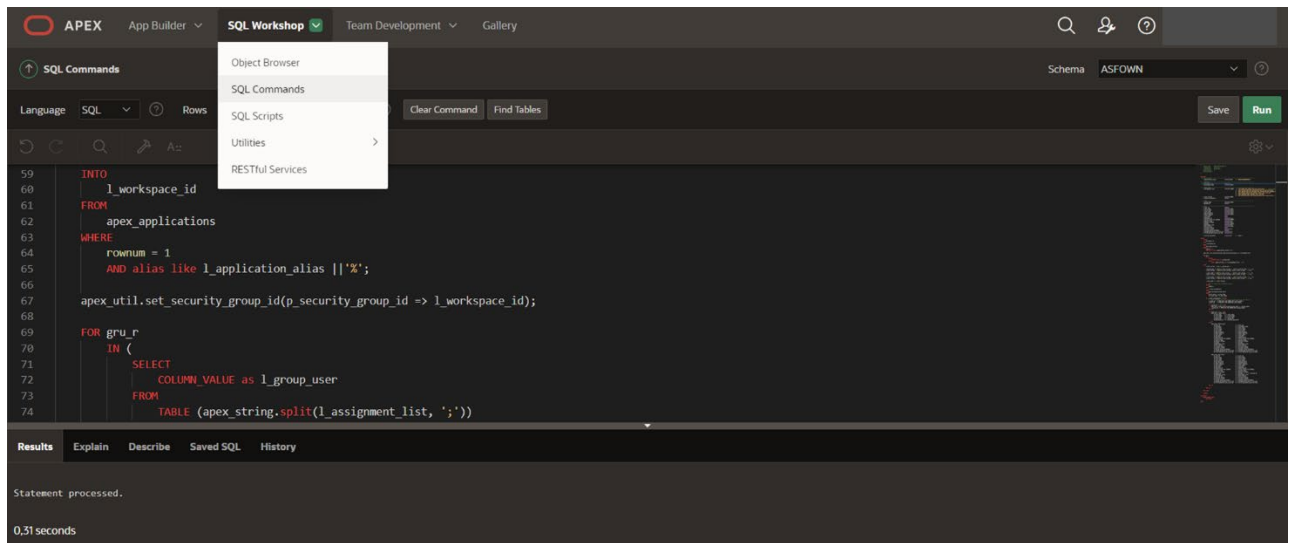 APEX App Builder SQL Workshop Team Development Gallery
SQL Commands Schema ASFOWN
Object Browser
SQL Commands
SQL Scripts
Utilities
RESTful Services
Language SQL Rows Clear Command Find Tables Save Run
A::
59 INTO
60 l_workspace_id
61 FROM
62 apex_applications
63 WHERE
64 rownum = 1
65 AND alias like l_application_alias ||'%';
66
67 apex_util.set_security_group_id(p_security_group_id => l_workspace_id);
68
69 FOR gru_r
70 IN (
71 SELECT
72 COLUMN_VALUE as l_group_user
73 FROM
74 TABLE (apex_string.split(l_assignment_list, ';'))
Results Explain Describe Saved SQL History
Statement processed.
0,31 seconds